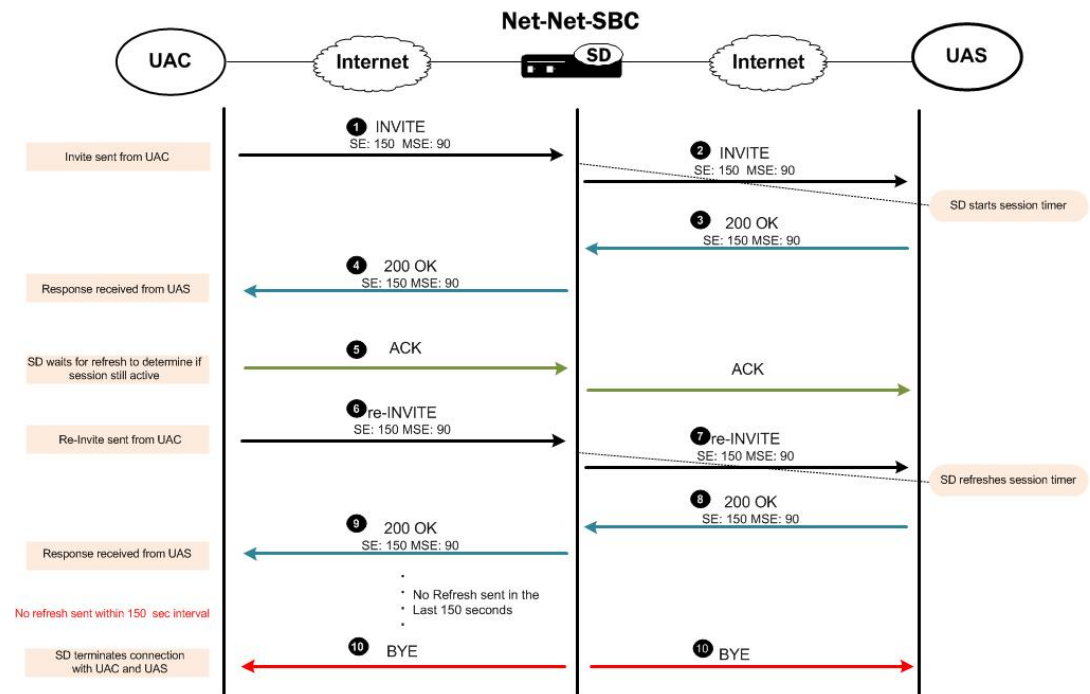 Net-Net-SBC
UAC
Internet
SD
Internet
UAS
Invite sent from UAC
1 INVITE
SE: 150 MSE: 90
2 INVITE
SE: 150 MSE: 90
SD starts session timer
3 200 OK
SE: 150 MSE: 90
4 200 OK
SE: 150 MSE: 90
Response received from UAS
SD waits for refresh to determine if
session still active
5 ACK
ACK
6 re-INVITE
SE: 150 MSE: 90
Re-Invite sent from UAC
7 re-INVITE
SE: 150 MSE: 90
SD refreshes session timer
8 200 OK
SE: 150 MSE: 90
9 200 OK
SE: 150 MSE: 90
Response received from UAS
No Refresh sent in the
Last 150 seconds
No refresh sent within 150 sec interval
SD terminates connection
with UAC and UAS
10 BYE
10 BYE